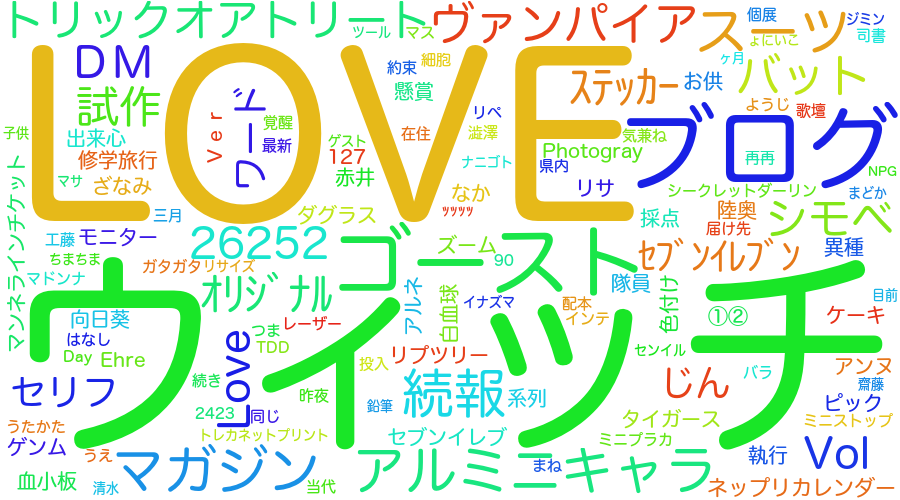 トリックオアトリート
ツール
マス
ヴァンパイア
スーツ
個展
ジミン
司書
ょにいこ
ヶ月
DM
LOVE
約束
細胞
懸賞
ステッカー
お供
バット
ようじ
歌壇
試作
Ver
ワード
覚醒
最新
ゲスト
127
在住
リペ
澁澤
気兼ね
ブログ
子供
出来心
修学旅行
マサ
ざなみ
赤井
ナニゴト
Photogray
県内
再再
NPG
なか
リサ
シークレットダーリン
まどか
三月
ダグラス
ッッッッ
採点
陸奥
届け先
シモベ
マンネラインチケット
工藤
モニター
ちまちま
26252
ゴースト
ズーム
セブンイレブン
異種
マドンナ
ガタガタ
リサイズ
90
隊員
目前
ウィッチ
オリジナル
アルネ
白血球
イナズマ
配本
インテ
色付け
①②
ケーキ
向日葵
はなし
Day
Ehre
Love
つま
レーザー
TDD
リプツリー
センイル
投入
バラ
アンヌ
齋藤
セリフ
続き
昨夜
鉛筆
続報
系列
じん
ピック
2423
同じ
うたかた
ゲンム
うえ
トレカネットプリント
セブンイレブ
タイガース
ミニプラカ
ミニストップ
血小板
清水
マガジン
当代
アルミニキャラ
まね
執行
Vol
ネップリカレンダー